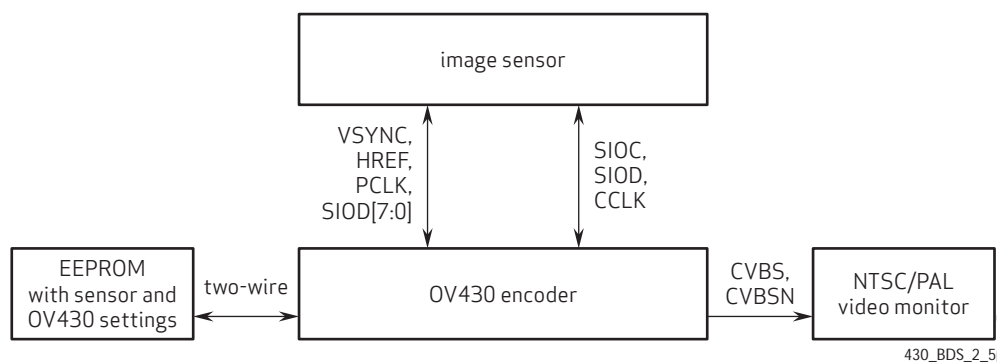 image sensor
VSYNC,
HREF,
PCLK,
SIOD[7:0]
SIOC,
SIOD,
CCLK
EEPROM
with sensor and
OV430 settings
two-wire
OV430 encoder
CVBS,
CVBSN
NTSC/PAL
video monitor
430_BDS_2_5